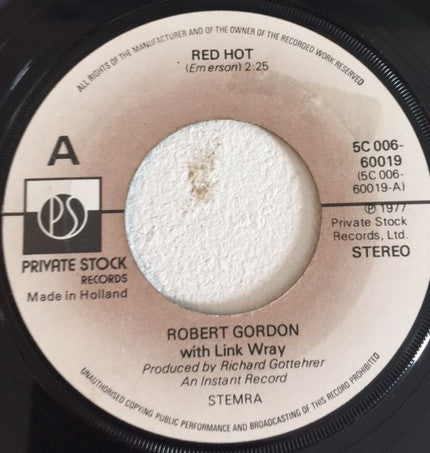 ALL RIGHTS OF THE MANUFACTURER AND OF THE OWNER OF THE RECORDED WORK RESERVED
RED HOT
(Emerson) 2:25
A
5C 006-
60019
(5C 006-
60019-A)
PS
℗ 1977
Private Stock
Records, Ltd.
STEREO
PRIVATE STOCK
RECORDS
Made in Holland
ROBERT GORDON
with Link Wray
Produced by Richard Gottehrer
An Instant Record
STEMRA
UNAUTHORISED COPYING PUBLIC PERFORMANCE AND BROADCASTING OF THIS RECORD PROHIBITED